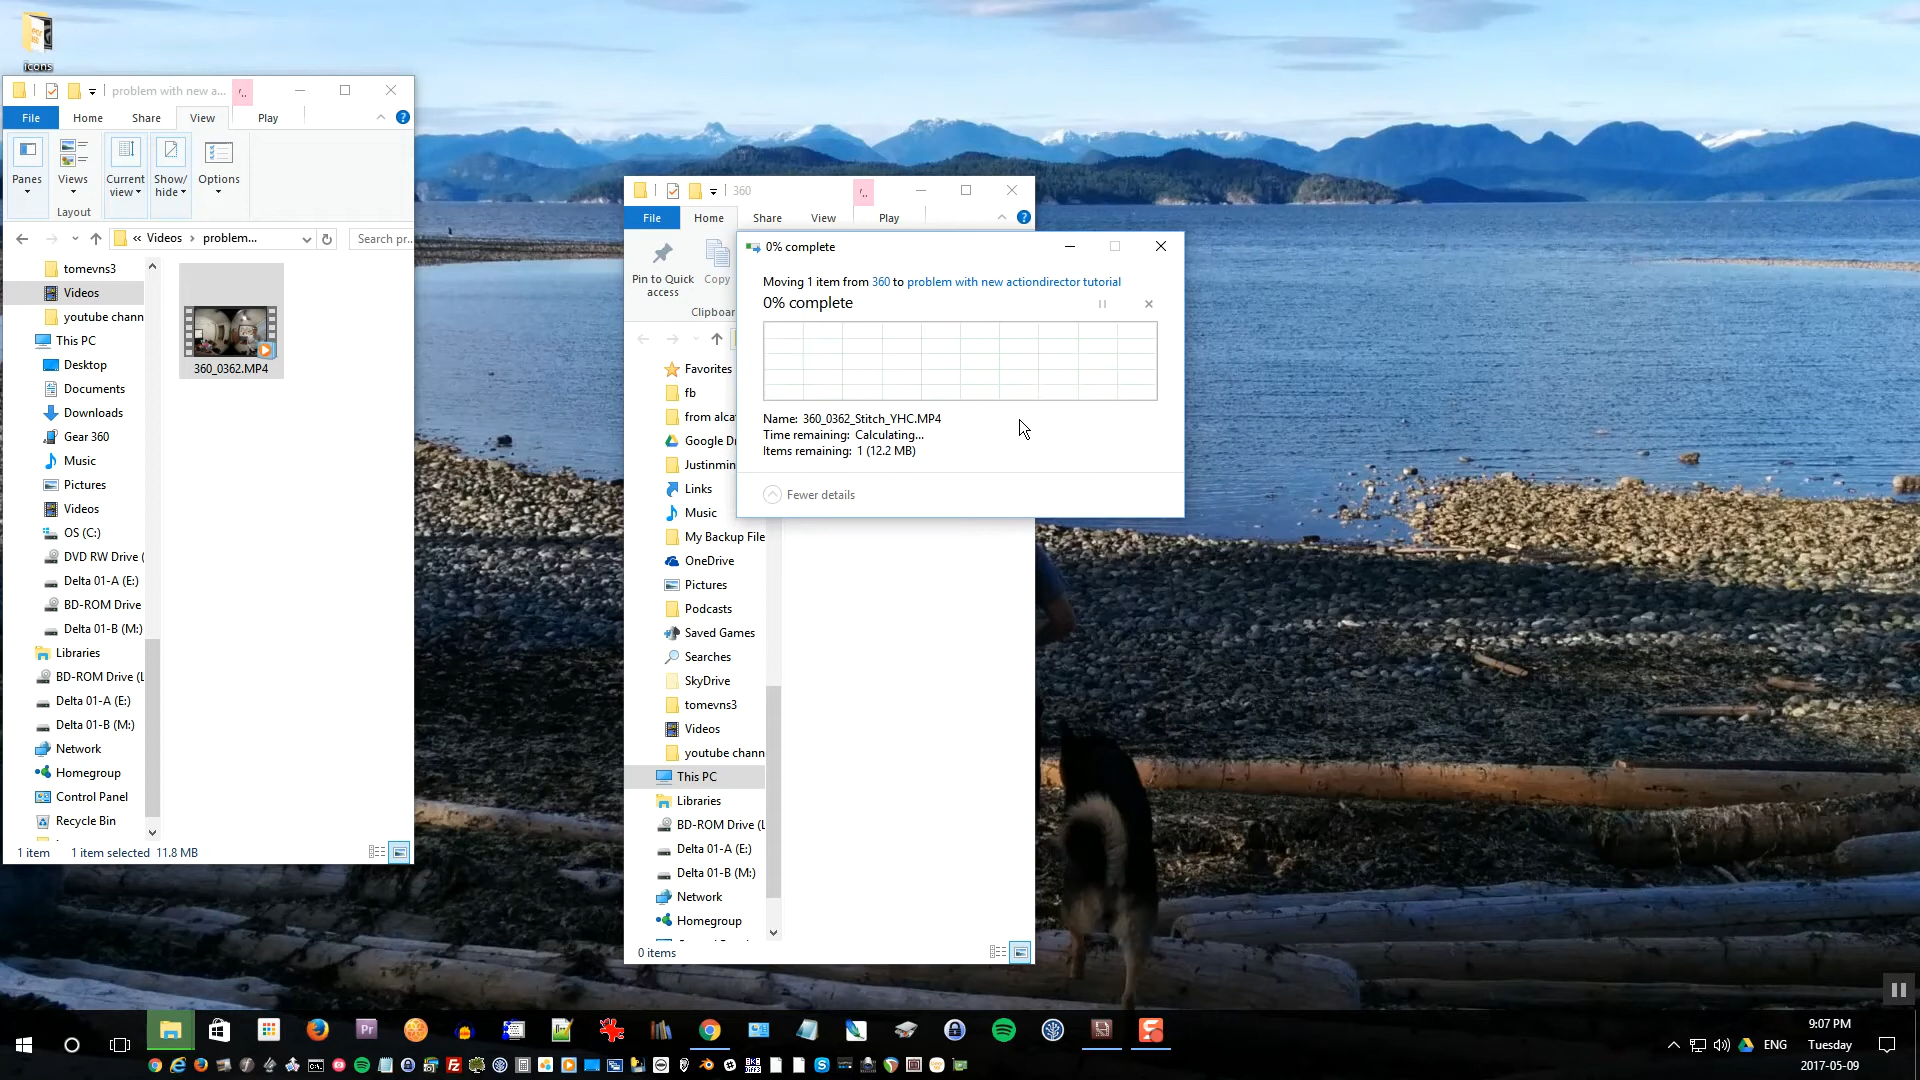 icons
problem with new a...
File
Home
Share
View
Play
Panes
Views
Current view
Show/ hide
Options
Layout
« Videos › problem...
Search pr...
tomevns3
Videos
youtube chann
This PC
Desktop
Documents
Downloads
Gear 360
Music
Pictures
Videos
OS (C:)
DVD RW Drive (
Delta 01-A (E:)
BD-ROM Drive
Delta 01-B (M:)
Libraries
BD-ROM Drive (L
Delta 01-A (E:)
Delta 01-B (M:)
Network
Homegroup
Control Panel
Recycle Bin
360_0362.MP4
1 item
1 item selected 11.8 MB
360
File
Home
Share
View
Play
Pin to Quick
access
Copy
Clipboar
Favorites
fb
from alca
Google Dr
Justinmin
Links
Music
My Backup File
OneDrive
Pictures
Podcasts
Saved Games
Searches
SkyDrive
tomevns3
Videos
youtube chann
This PC
Libraries
BD-ROM Drive (L
Delta 01-A (E:)
Delta 01-B (M:)
Network
Homegroup
0 items
0% complete
Moving 1 item from 360 to problem with new actiondirector tutorial
0% complete
Name: 360_0362_Stitch_YHC.MP4
Time remaining: Calculating...
Items remaining: 1 (12.2 MB)
Fewer details
Pr
ENG
9:07 PM
Tuesday
2017-05-09